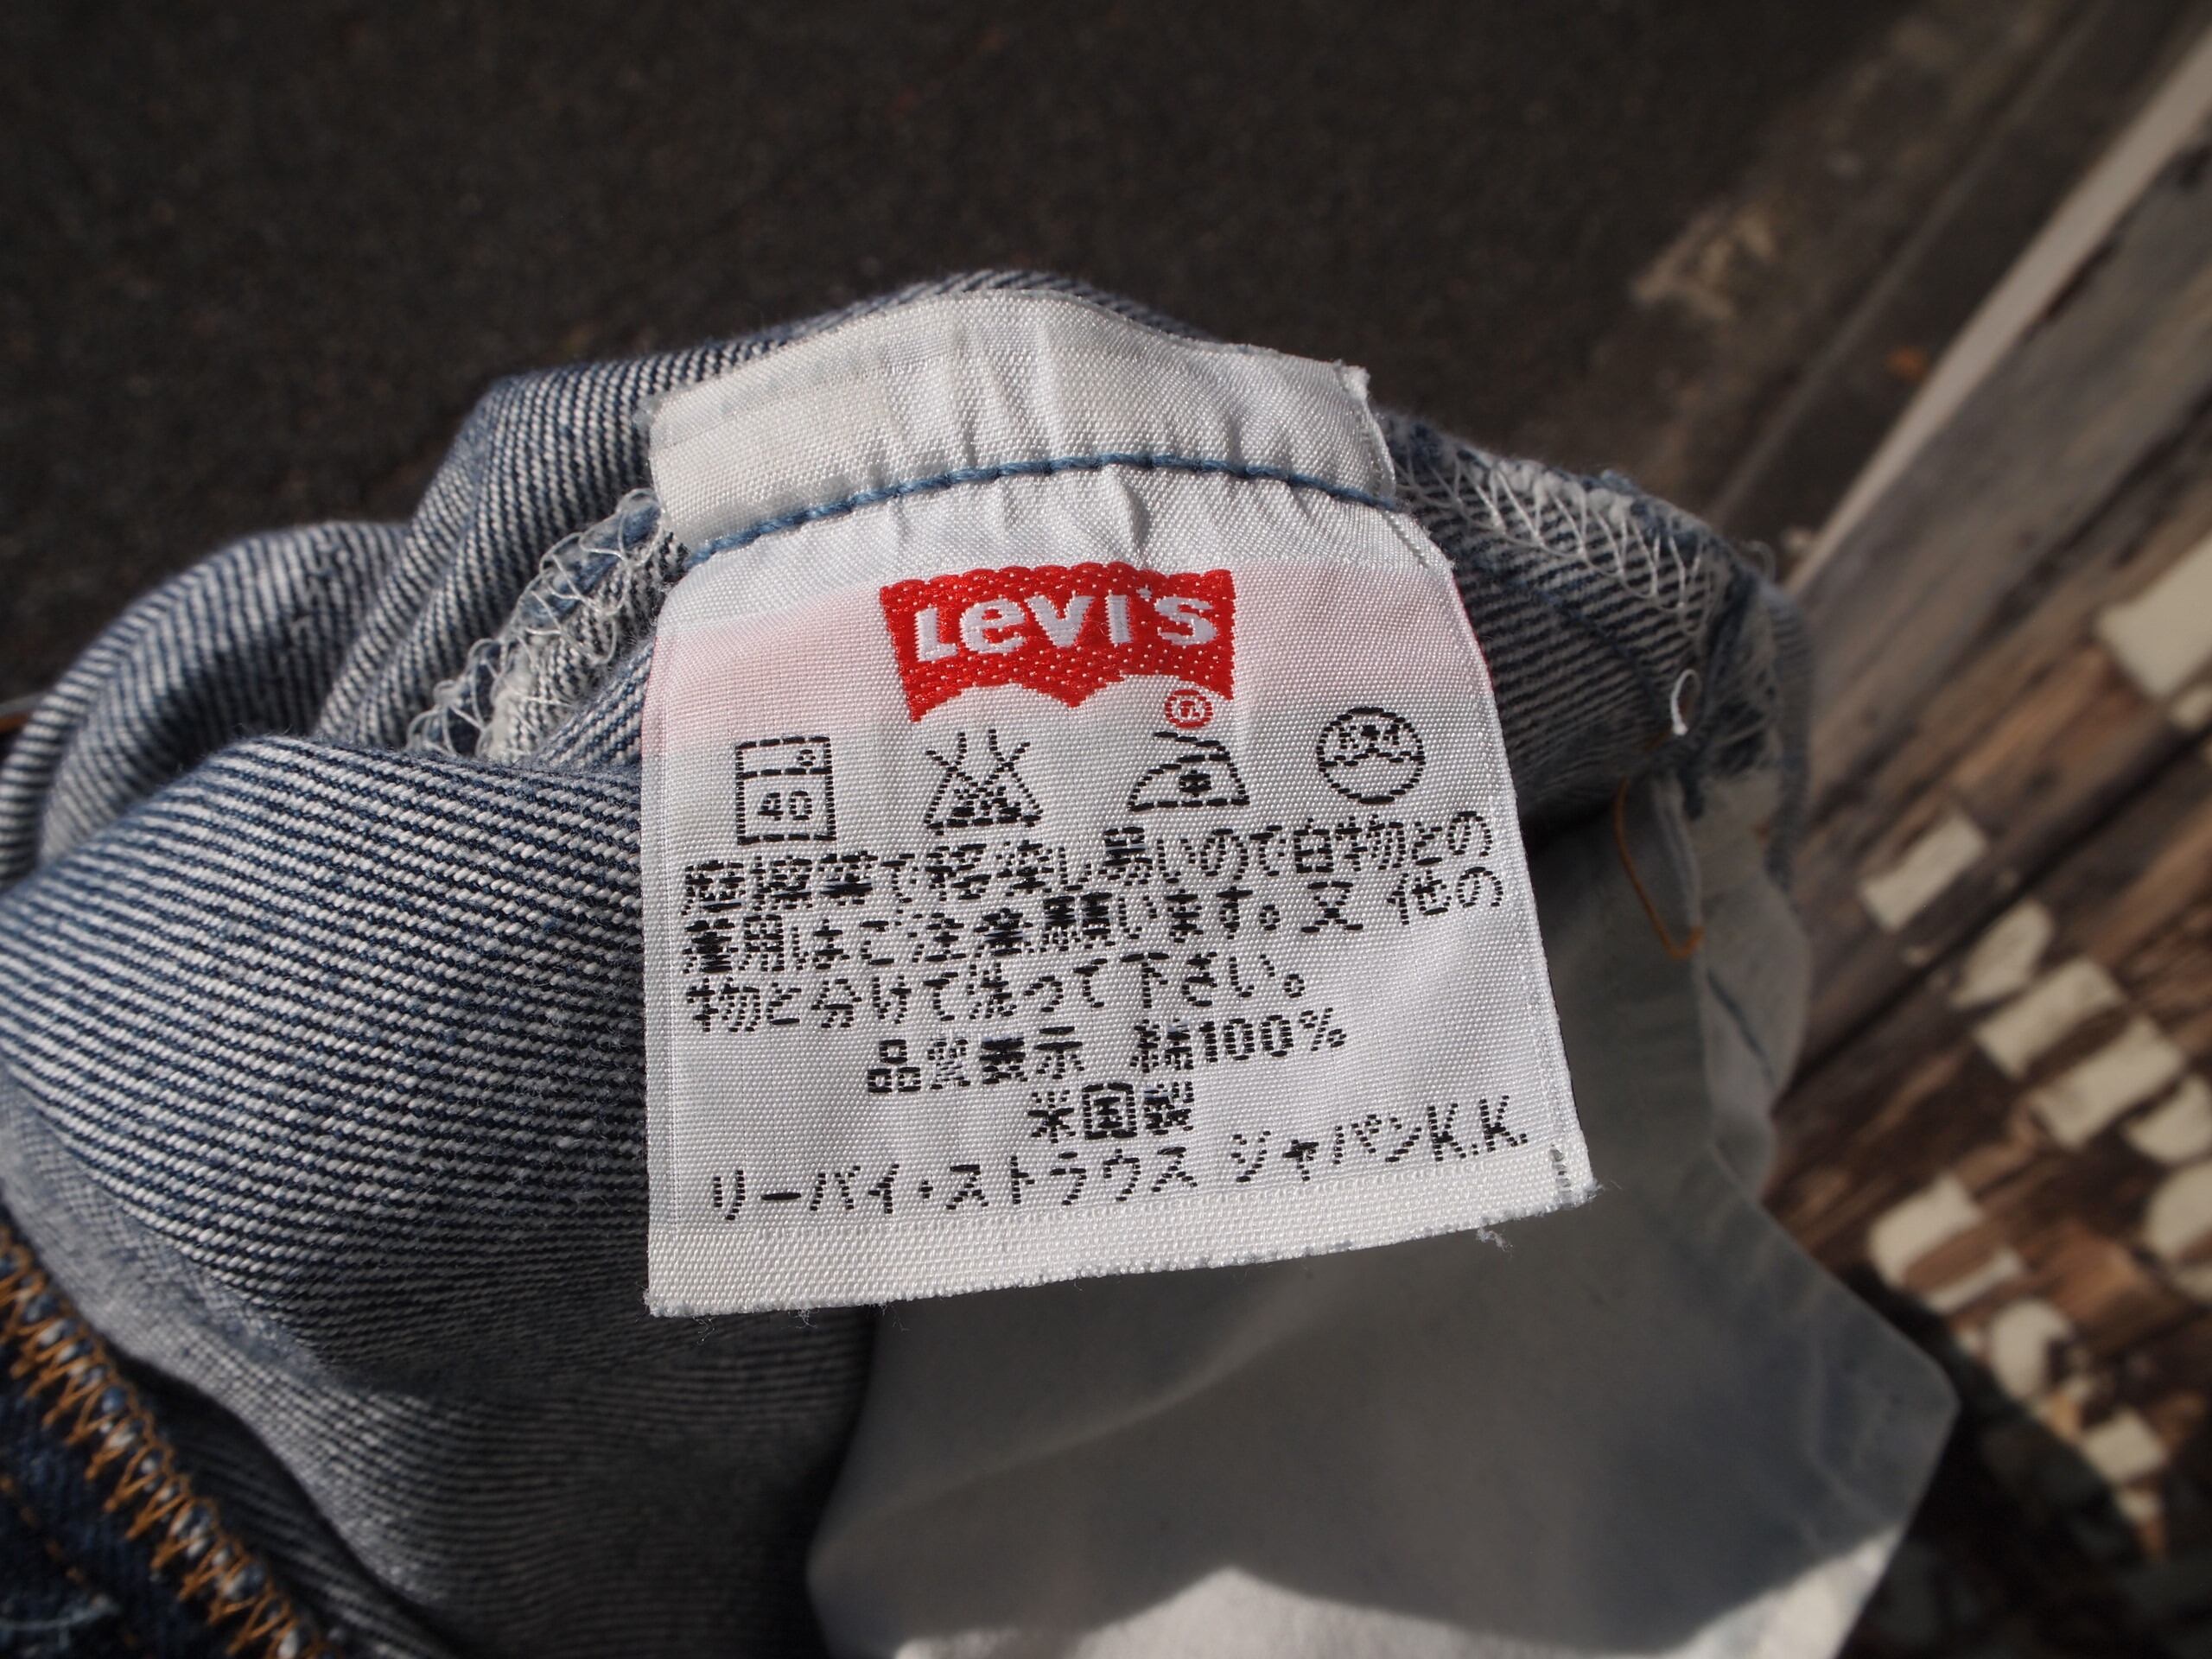 Levi's
®
40
摩擦等で移染し易いので白物との
着用はご注意願います。又 他の
物と分けて洗って下さい。
品質表示 綿100%
米国製
リーバイ・ストラウス ジャパンK.K.